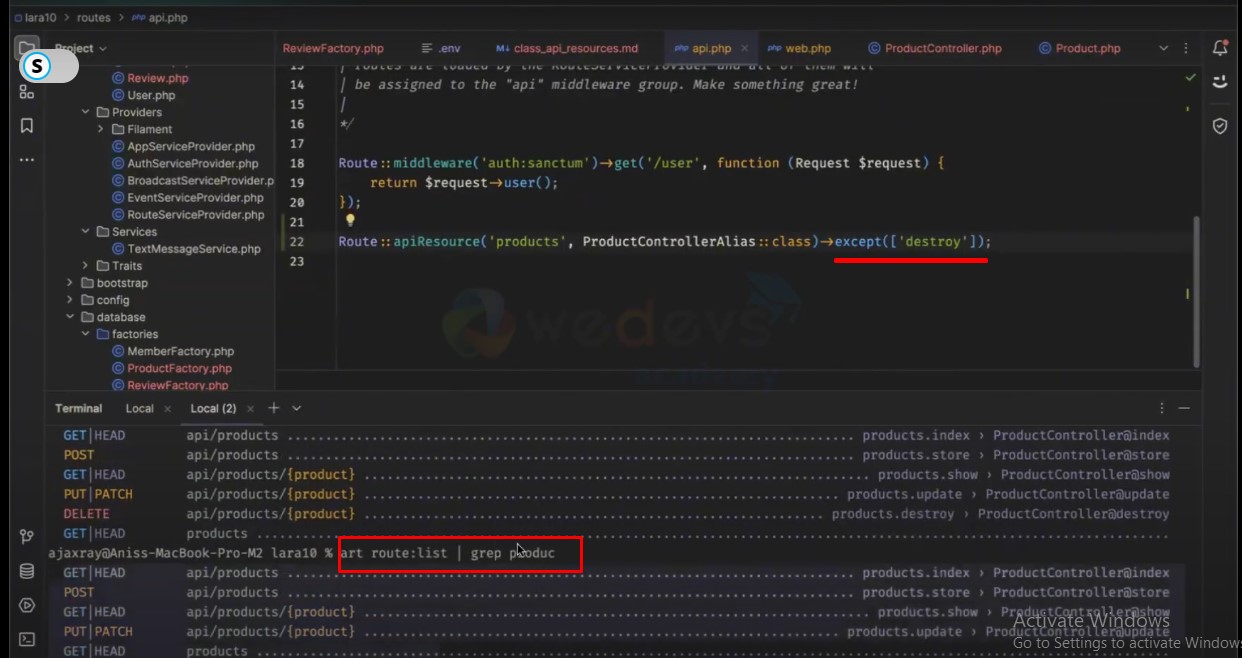 lara10 > routes > php api.php
Project
ReviewFactory.php .env M↓ class_api_resources.md php api.php × php web.php ProductController.php Product.php
S
Review.php
User.php
Providers
Filament
AppServiceProvider.php
AuthServiceProvider.php
BroadcastServiceProvider.p
EventServiceProvider.php
RouteServiceProvider.php
Services
TextMessageService.php
Traits
bootstrap
config
database
factories
MemberFactory.php
ProductFactory.php
ReviewFactory.php
13 | routes are loaded by the RouteServiceProvider and all of them will
14 | be assigned to the "api" middleware group. Make something great!
15 |
16 */
17
18 Route::middleware('auth:sanctum')->get('/user', function (Request $request) {
19 return $request->user();
20 });
21
22 Route::apiResource('products', ProductControllerAlias::class)->except(['destroy']);
23
wedevs
academy
Terminal Local × Local (2) × +
GET|HEAD api/products ... products.index › ProductController@index
POST api/products ... products.store › ProductController@store
GET|HEAD api/products/{product} ... products.show › ProductController@show
PUT|PATCH api/products/{product} ... products.update › ProductController@update
DELETE api/products/{product} ... products.destroy › ProductController@destroy
GET|HEAD products ...
ajaxray@Aniss-MacBook-Pro-M2 lara10 % art route:list | grep produc
GET|HEAD api/products ... products.index › ProductController@index
POST api/products ... products.store › ProductController@store
GET|HEAD api/products/{product} ... products.show › ProductController@show
PUT|PATCH api/products/{product} ... products.update › ProductController@update
GET|HEAD products ...
Activate Windows
Go to Settings to activate Windows